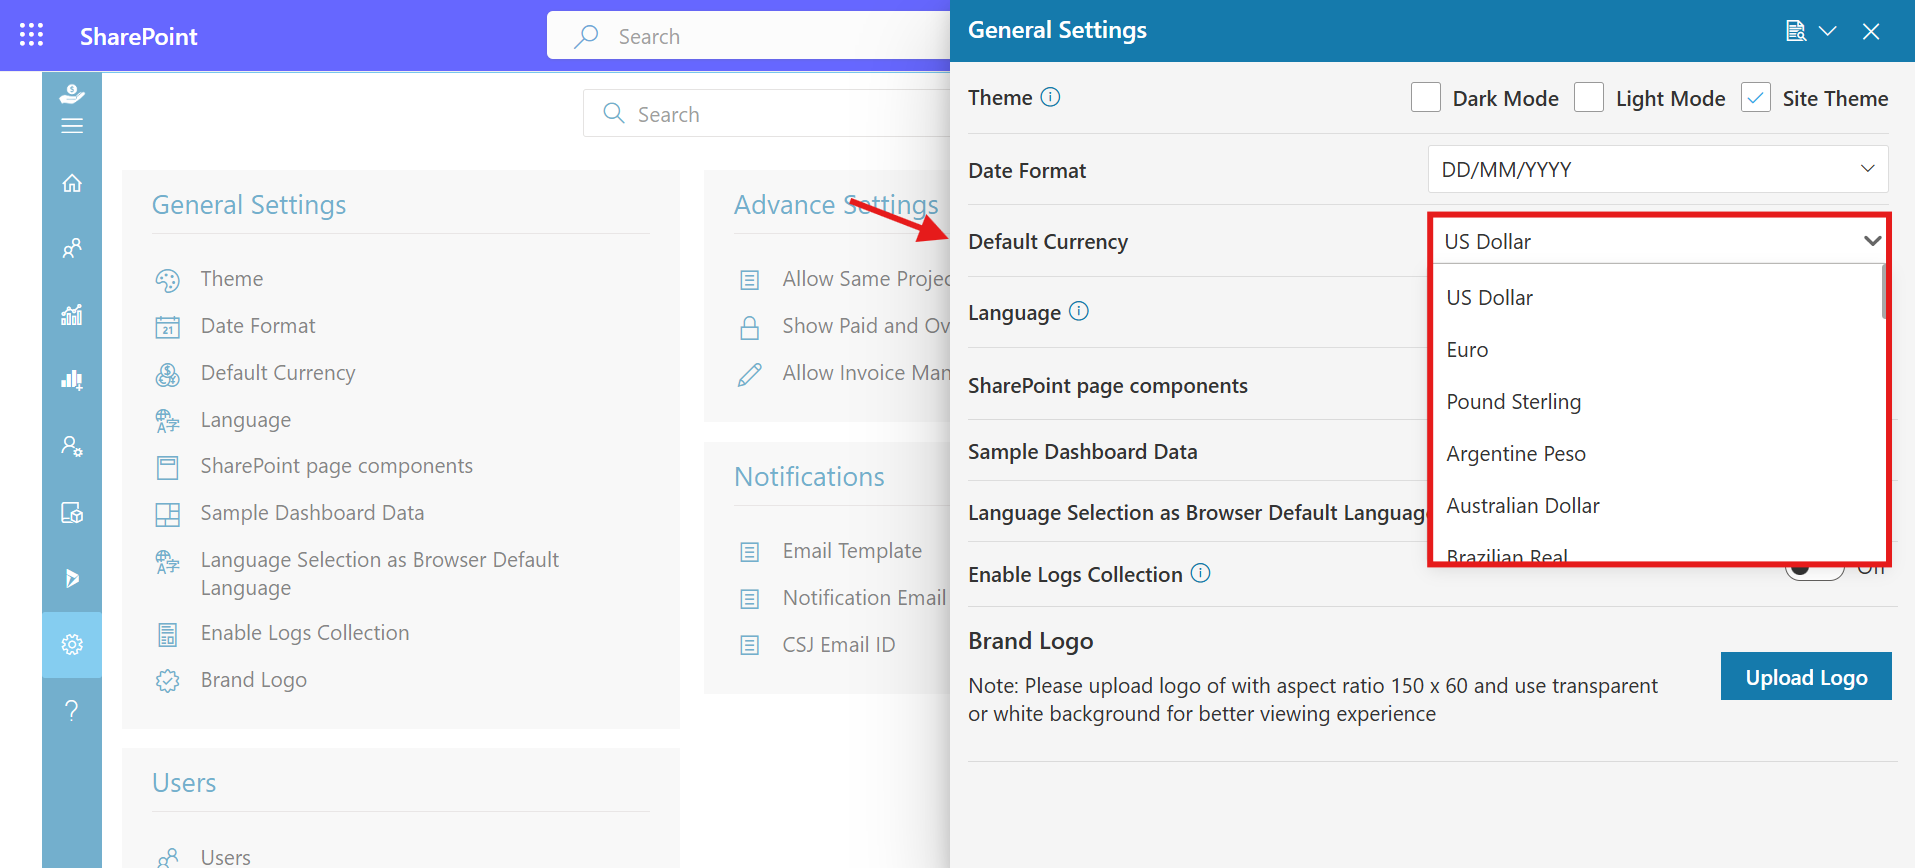 SharePoint
Search
Search
General Settings
Theme
21
Date Format
Default Currency
Language
SharePoint page components
Sample Dashboard Data
Language Selection as Browser Default
Language
Enable Logs Collection
Brand Logo
Users
Users
Advance Settings
Allow Same Projec
Show Paid and Ov
Allow Invoice Man
Notifications
Email Template
Notification Email
CSJ Email ID
General Settings
Theme
Dark Mode
Light Mode
Site Theme
Date Format
DD/MM/YYYY
Default Currency
US Dollar
US Dollar
Euro
Pound Sterling
Argentine Peso
Australian Dollar
Brazilian Real
Language
SharePoint page components
Sample Dashboard Data
Language Selection as Browser Default Languag
Enable Logs Collection
Off
Brand Logo
Note: Please upload logo of with aspect ratio 150 x 60 and use transparent
or white background for better viewing experience
Upload Logo